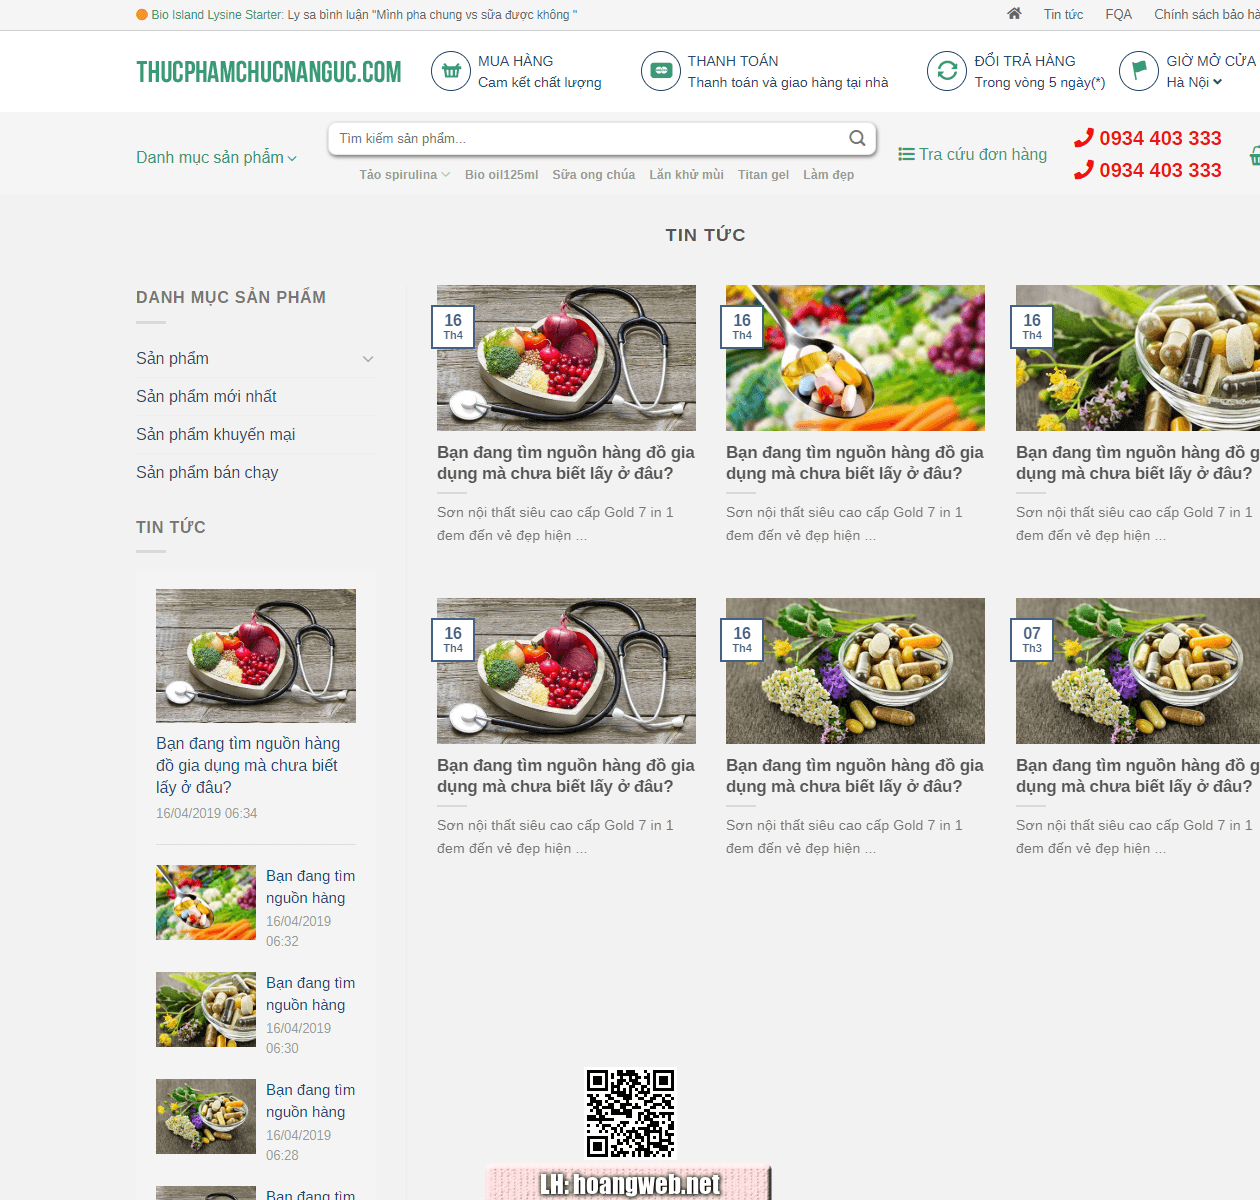 Bio Island Lysine Starter: Ly sa bình luận "Mình pha chung vs sữa được không "
Tin tức
FQA
Chính sách bảo hà
THUCPHAMCHUCNANGUC.COM
MUA HÀNG
Cam kết chất lượng
THANH TOÁN
Thanh toán và giao hàng tại nhà
ĐỔI TRẢ HÀNG
Trong vòng 5 ngày(*)
GIỜ MỞ CỬA
Hà Nội
Danh mục sản phẩm
Tìm kiếm sản phẩm...
Tra cứu đơn hàng
0934 403 333
0934 403 333
Tảo spirulina
Bio oil125ml
Sữa ong chúa
Lăn khử mùi
Titan gel
Làm đẹp
TIN TỨC
DANH MỤC SẢN PHẨM
Sản phẩm
Sản phẩm mới nhất
Sản phẩm khuyến mại
Sản phẩm bán chạy
TIN TỨC
Bạn đang tìm nguồn hàng
đồ gia dụng mà chưa biết
lấy ở đâu?
16/04/2019 06:34
Bạn đang tìm
nguồn hàng
16/04/2019
06:32
Bạn đang tìm
nguồn hàng
16/04/2019
06:30
Bạn đang tìm
nguồn hàng
16/04/2019
06:28
Bạn đang tìm
16
Th4
Bạn đang tìm nguồn hàng đồ gia
dụng mà chưa biết lấy ở đâu?
Sơn nội thất siêu cao cấp Gold 7 in 1
đem đến vẻ đẹp hiện ...
16
Th4
Bạn đang tìm nguồn hàng đồ gia
dụng mà chưa biết lấy ở đâu?
Sơn nội thất siêu cao cấp Gold 7 in 1
đem đến vẻ đẹp hiện ...
16
Th4
Bạn đang tìm nguồn hàng đồ g
dụng mà chưa biết lấy ở đâu?
Sơn nội thất siêu cao cấp Gold 7 in 1
đem đến vẻ đẹp hiện ...
16
Th4
Bạn đang tìm nguồn hàng đồ gia
dụng mà chưa biết lấy ở đâu?
Sơn nội thất siêu cao cấp Gold 7 in 1
đem đến vẻ đẹp hiện ...
16
Th4
Bạn đang tìm nguồn hàng đồ gia
dụng mà chưa biết lấy ở đâu?
Sơn nội thất siêu cao cấp Gold 7 in 1
đem đến vẻ đẹp hiện ...
07
Th3
Bạn đang tìm nguồn hàng đồ g
dụng mà chưa biết lấy ở đâu?
Sơn nội thất siêu cao cấp Gold 7 in 1
đem đến vẻ đẹp hiện ...
LH: hoangweb.net